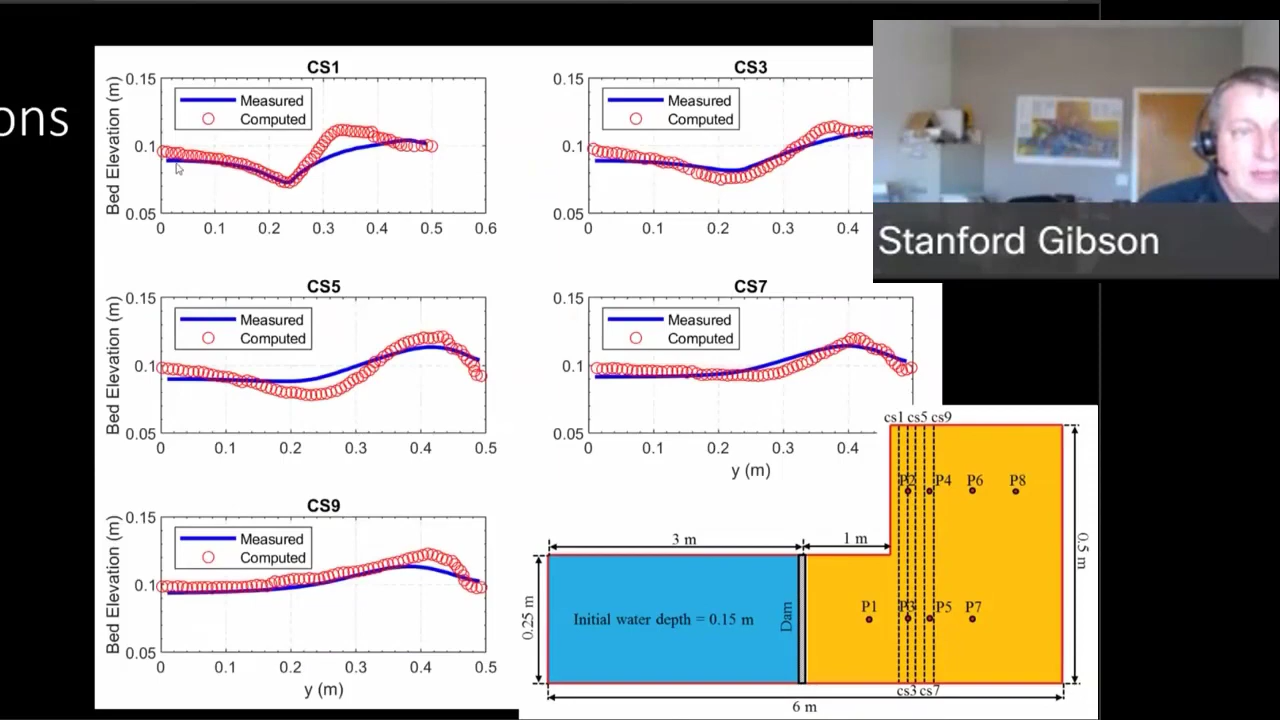 ons
CS1
Bed Elevation (m)
0.15
0.1
0.05
Measured
Computed
0 0.1 0.2 0.3 0.4 0.5 0.6
CS3
0.15
0.1
0.05
Measured
Computed
0 0.1 0.2 0.3 0.4
Stanford Gibson
CS5
Bed Elevation (m)
0.15
0.1
0.05
Measured
Computed
0 0.1 0.2 0.3 0.4 0.5
CS7
0.15
0.1
0.05
Measured
Computed
0 0.1 0.2 0.3 0.4
y (m)
CS9
Bed Elevation (m)
0.15
0.1
0.05
Measured
Computed
0 0.1 0.2 0.3 0.4 0.5
y (m)
cs1 cs5 cs9
P2 P4 P6 P8
3 m
1 m
0.5 m
0.25 m
Initial water depth = 0.15 m
Dam
P1 P3 P5 P7
cs3 cs7
6 m